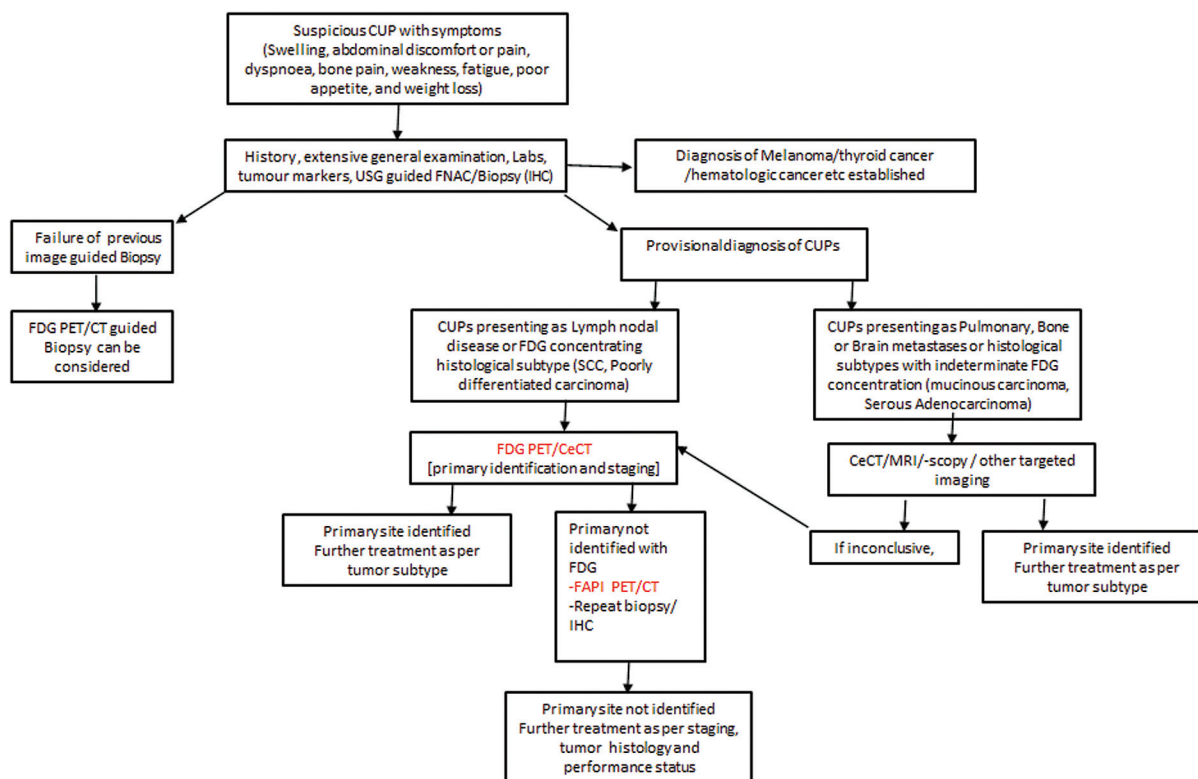 Suspicious CUP with symptoms
(Swelling, abdominal discomfort or pain,
dyspnoea, bone pain, weakness, fatigue, poor
appetite, and weight loss)
History, extensive general examination, Labs,
tumour markers, USG guided FNAC/Biopsy (IHC)
Diagnosis of Melanoma/thyroid cancer
/hematologic cancer etc established
Failure of previous
image guided Biopsy
Provisional diagnosis of CUPs
FDG PET/CT guided
Biopsy can be
considered
CUPs presenting as Lymph nodal
disease or FDG concentrating
histological subtype (SCC, Poorly
differentiated carcinoma)
CUPs presenting as Pulmonary, Bone
or Brain metastases or histological
subtypes with indeterminate FDG
concentration (mucinous carcinoma,
Serous Adenocarcinoma)
FDG PET/CeCT
[primary identification and staging]
CeCT/MRI/-scopy / other targeted
imaging
Primary site identified
Further treatment as per
tumor subtype
Primary not
identified with
FDG
-FAPI PET/CT
-Repeat biopsy/
IHC
If inconclusive,
Primary site identified
Further treatment as per
tumor subtype
Primary site not identified
Further treatment as per staging,
tumor histology and
performance status